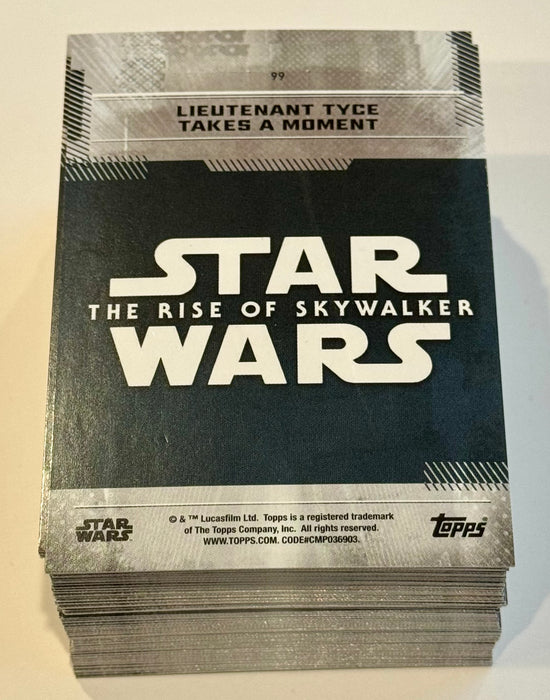 99
LIEUTENANT TYCE
TAKES A MOMENT
STAR
THE RISE OF SKYWALKER
WARS
© & ™ Lucasfilm Ltd. Topps is a registered trademark
of The Topps Company, Inc. All rights reserved.
WWW.TOPPS.COM. CODE#CMP036903.
STAR
WARS
Topps